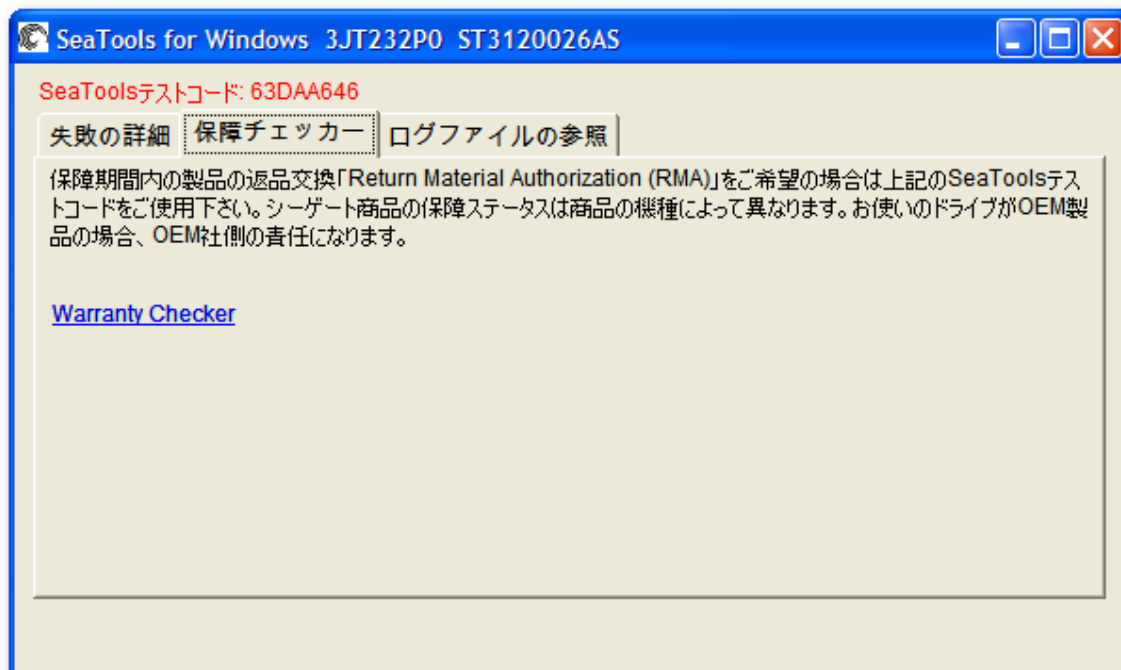 SeaTools for Windows 3JT232P0 ST3120026AS
SeaToolsテストコード: 63DAA646
失敗の詳細 保障チェッカー ログファイルの参照
保障期間内の製品の返品交換「Return Material Authorization (RMA)」をご希望の場合は上記のSeaToolsテス
トコードをご使用下さい。シーゲート商品の保障ステータスは商品の機種によって異なります。お使いのドライブがOEM製
品の場合、OEM社側の責任になります。
Warranty Checker